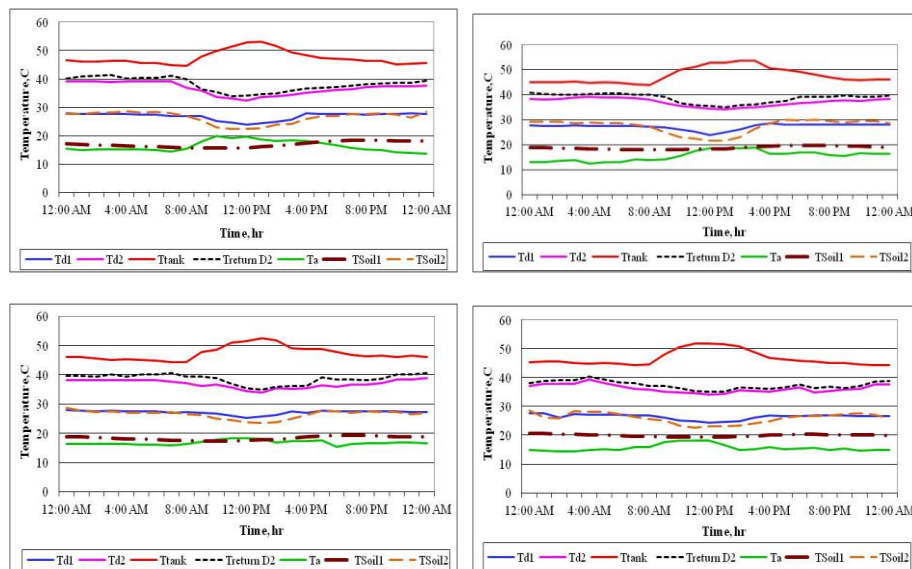 60
50
40
30
20
10
0
Temperature, C
12:00 AM 4:00 AM 8:00 AM 12:00 PM 4:00 PM 8:00 PM 12:00 AM
Time, hr
Td1 Td2 Ttank Treturn D2 Ta TSoil1 TSoil2
60
50
40
30
20
10
0
Temperature, C
12:00 AM 4:00 AM 8:00 AM 12:00 PM 4:00 PM 8:00 PM 12:00 AM
Time, hr
Td1 Td2 Ttank Treturn D2 Ta TSoil1 TSoil2
60
50
40
30
20
10
0
Temperature, C
12:00 AM 4:00 AM 8:00 AM 12:00 PM 4:00 PM 8:00 PM 12:00 AM
Time, hr
Td1 Td2 Ttank Treturn D2 Ta TSoil1 TSoil2
60
50
40
30
20
10
0
Temperature, C
12:00 AM 4:00 AM 8:00 AM 12:00 PM 4:00 PM 8:00 PM 12:00 AM
Time, hr
Td1 Td2 Ttank Treturn D2 Ta TSoil1 TSoil2